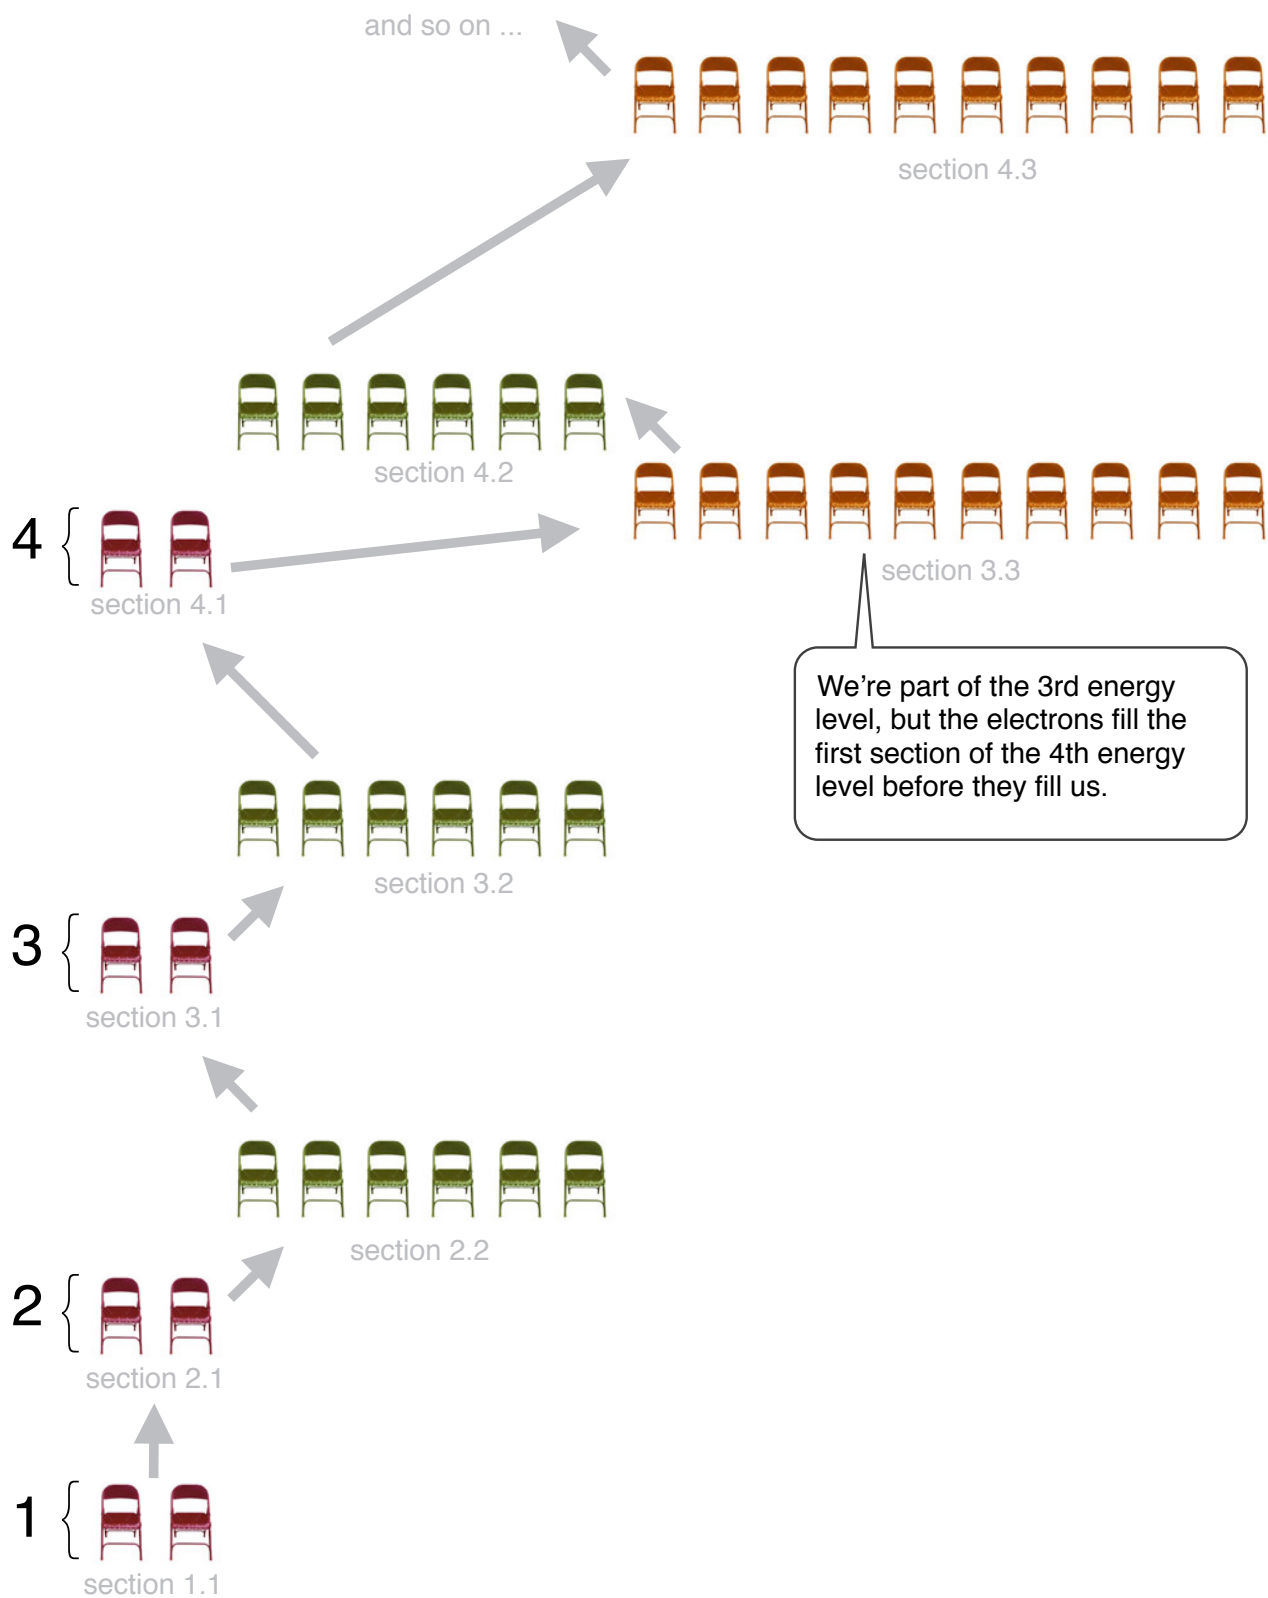 and so on ...
section 4.3
section 4.2
4
section 4.1
section 3.3
We're part of the 3rd energy
level, but the electrons fill the
first section of the 4th energy
level before they fill us.
section 3.2
3
section 3.1
section 2.2
2
section 2.1
1
section 1.1